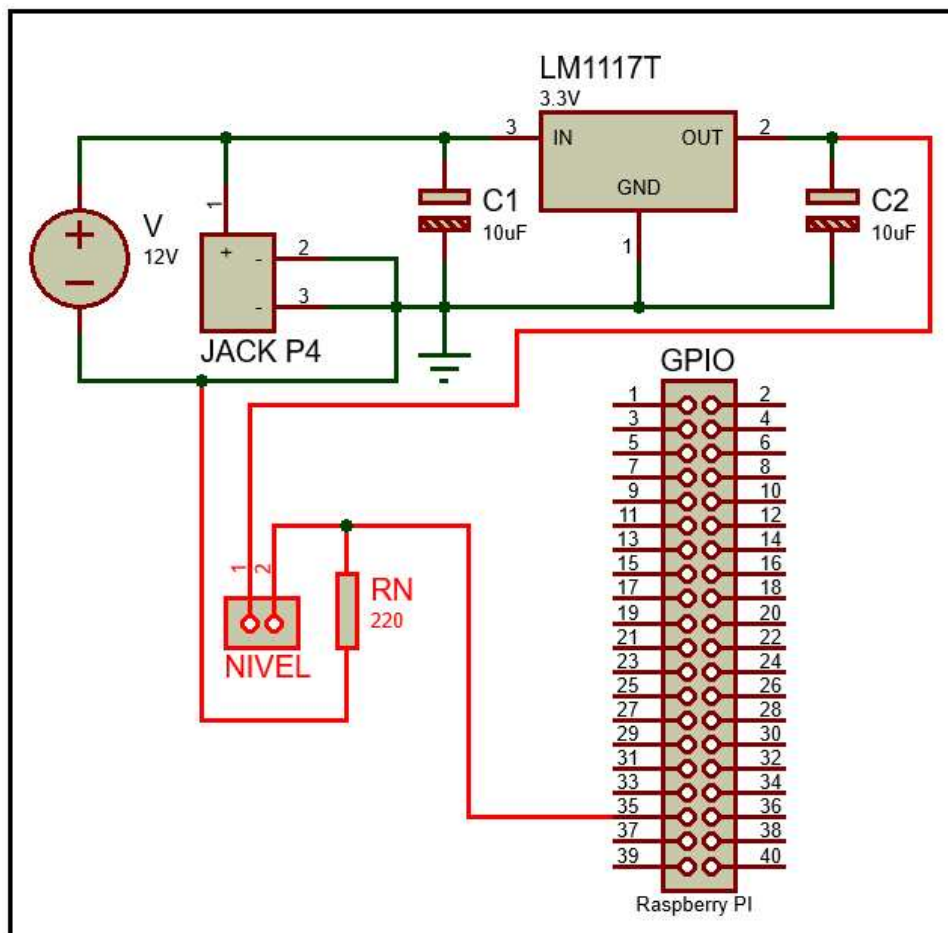 LM1117T
3.3V
3
IN
OUT
2
GND
1
C1
10uF
C2
10uF
V
12V
1
+
-
2
-
3
JACK P4
GPIO
1 2
3 4
5 6
7 8
9 10
11 12
13 14
15 16
17 18
19 20
21 22
23 24
25 26
27 28
29 30
31 32
33 34
35 36
37 38
39 40
Raspberry PI
1
2
NIVEL
RN
220